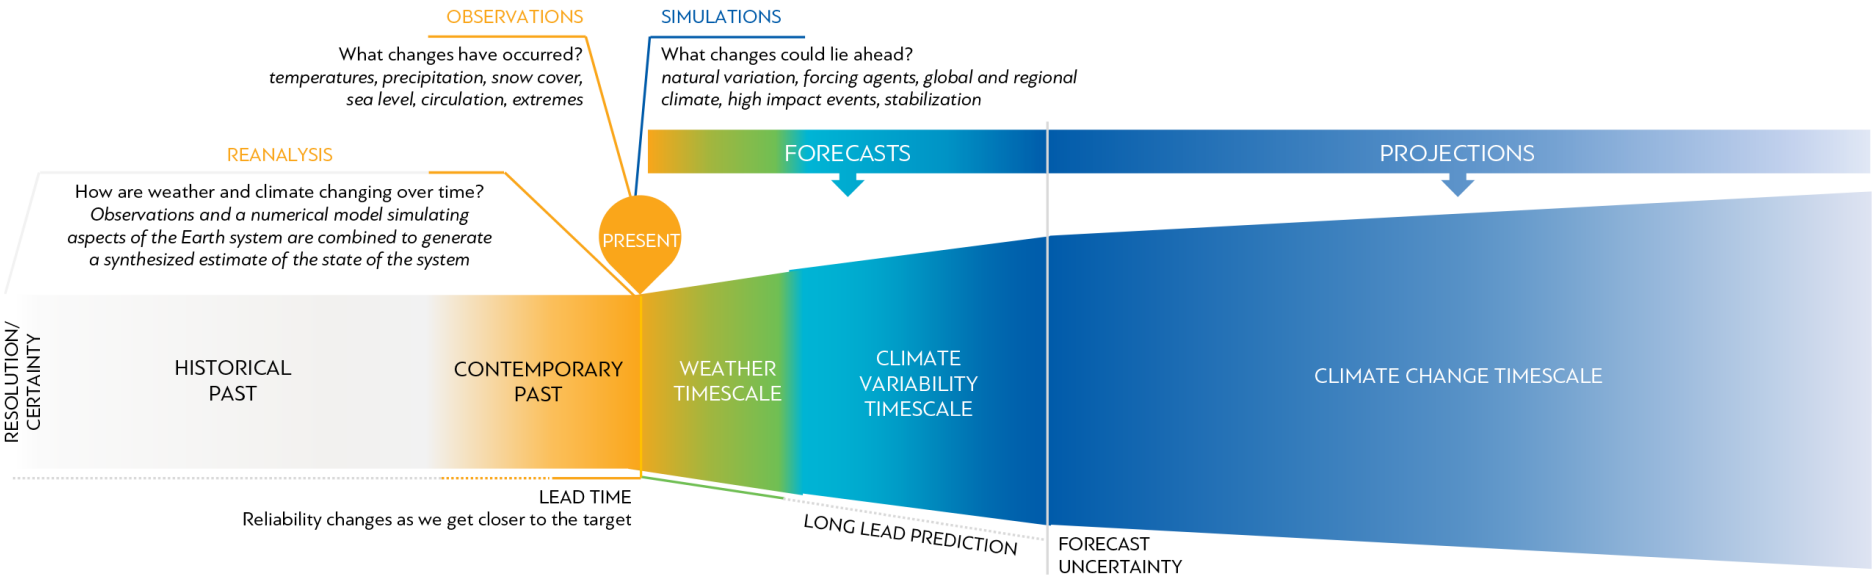 OBSERVATIONS
What changes have occurred?
temperatures, precipitation, snow cover,
sea level, circulation, extremes
SIMULATIONS
What changes could lie ahead?
natural variation, forcing agents, global and regional
climate, high impact events, stabilization
REANALYSIS
How are weather and climate changing over time?
Observations and a numerical model simulating
aspects of the Earth system are combined to generate
a synthesized estimate of the state of the system
PRESENT
FORECASTS
PROJECTIONS
RESOLUTION/
CERTAINTY
HISTORICAL
PAST
CONTEMPORARY
PAST
WEATHER
TIMESCALE
CLIMATE
VARIABILITY
TIMESCALE
CLIMATE CHANGE TIMESCALE
LEAD TIME
Reliability changes as we get closer to the target
LONG LEAD PREDICTION
FORECAST
UNCERTAINTY